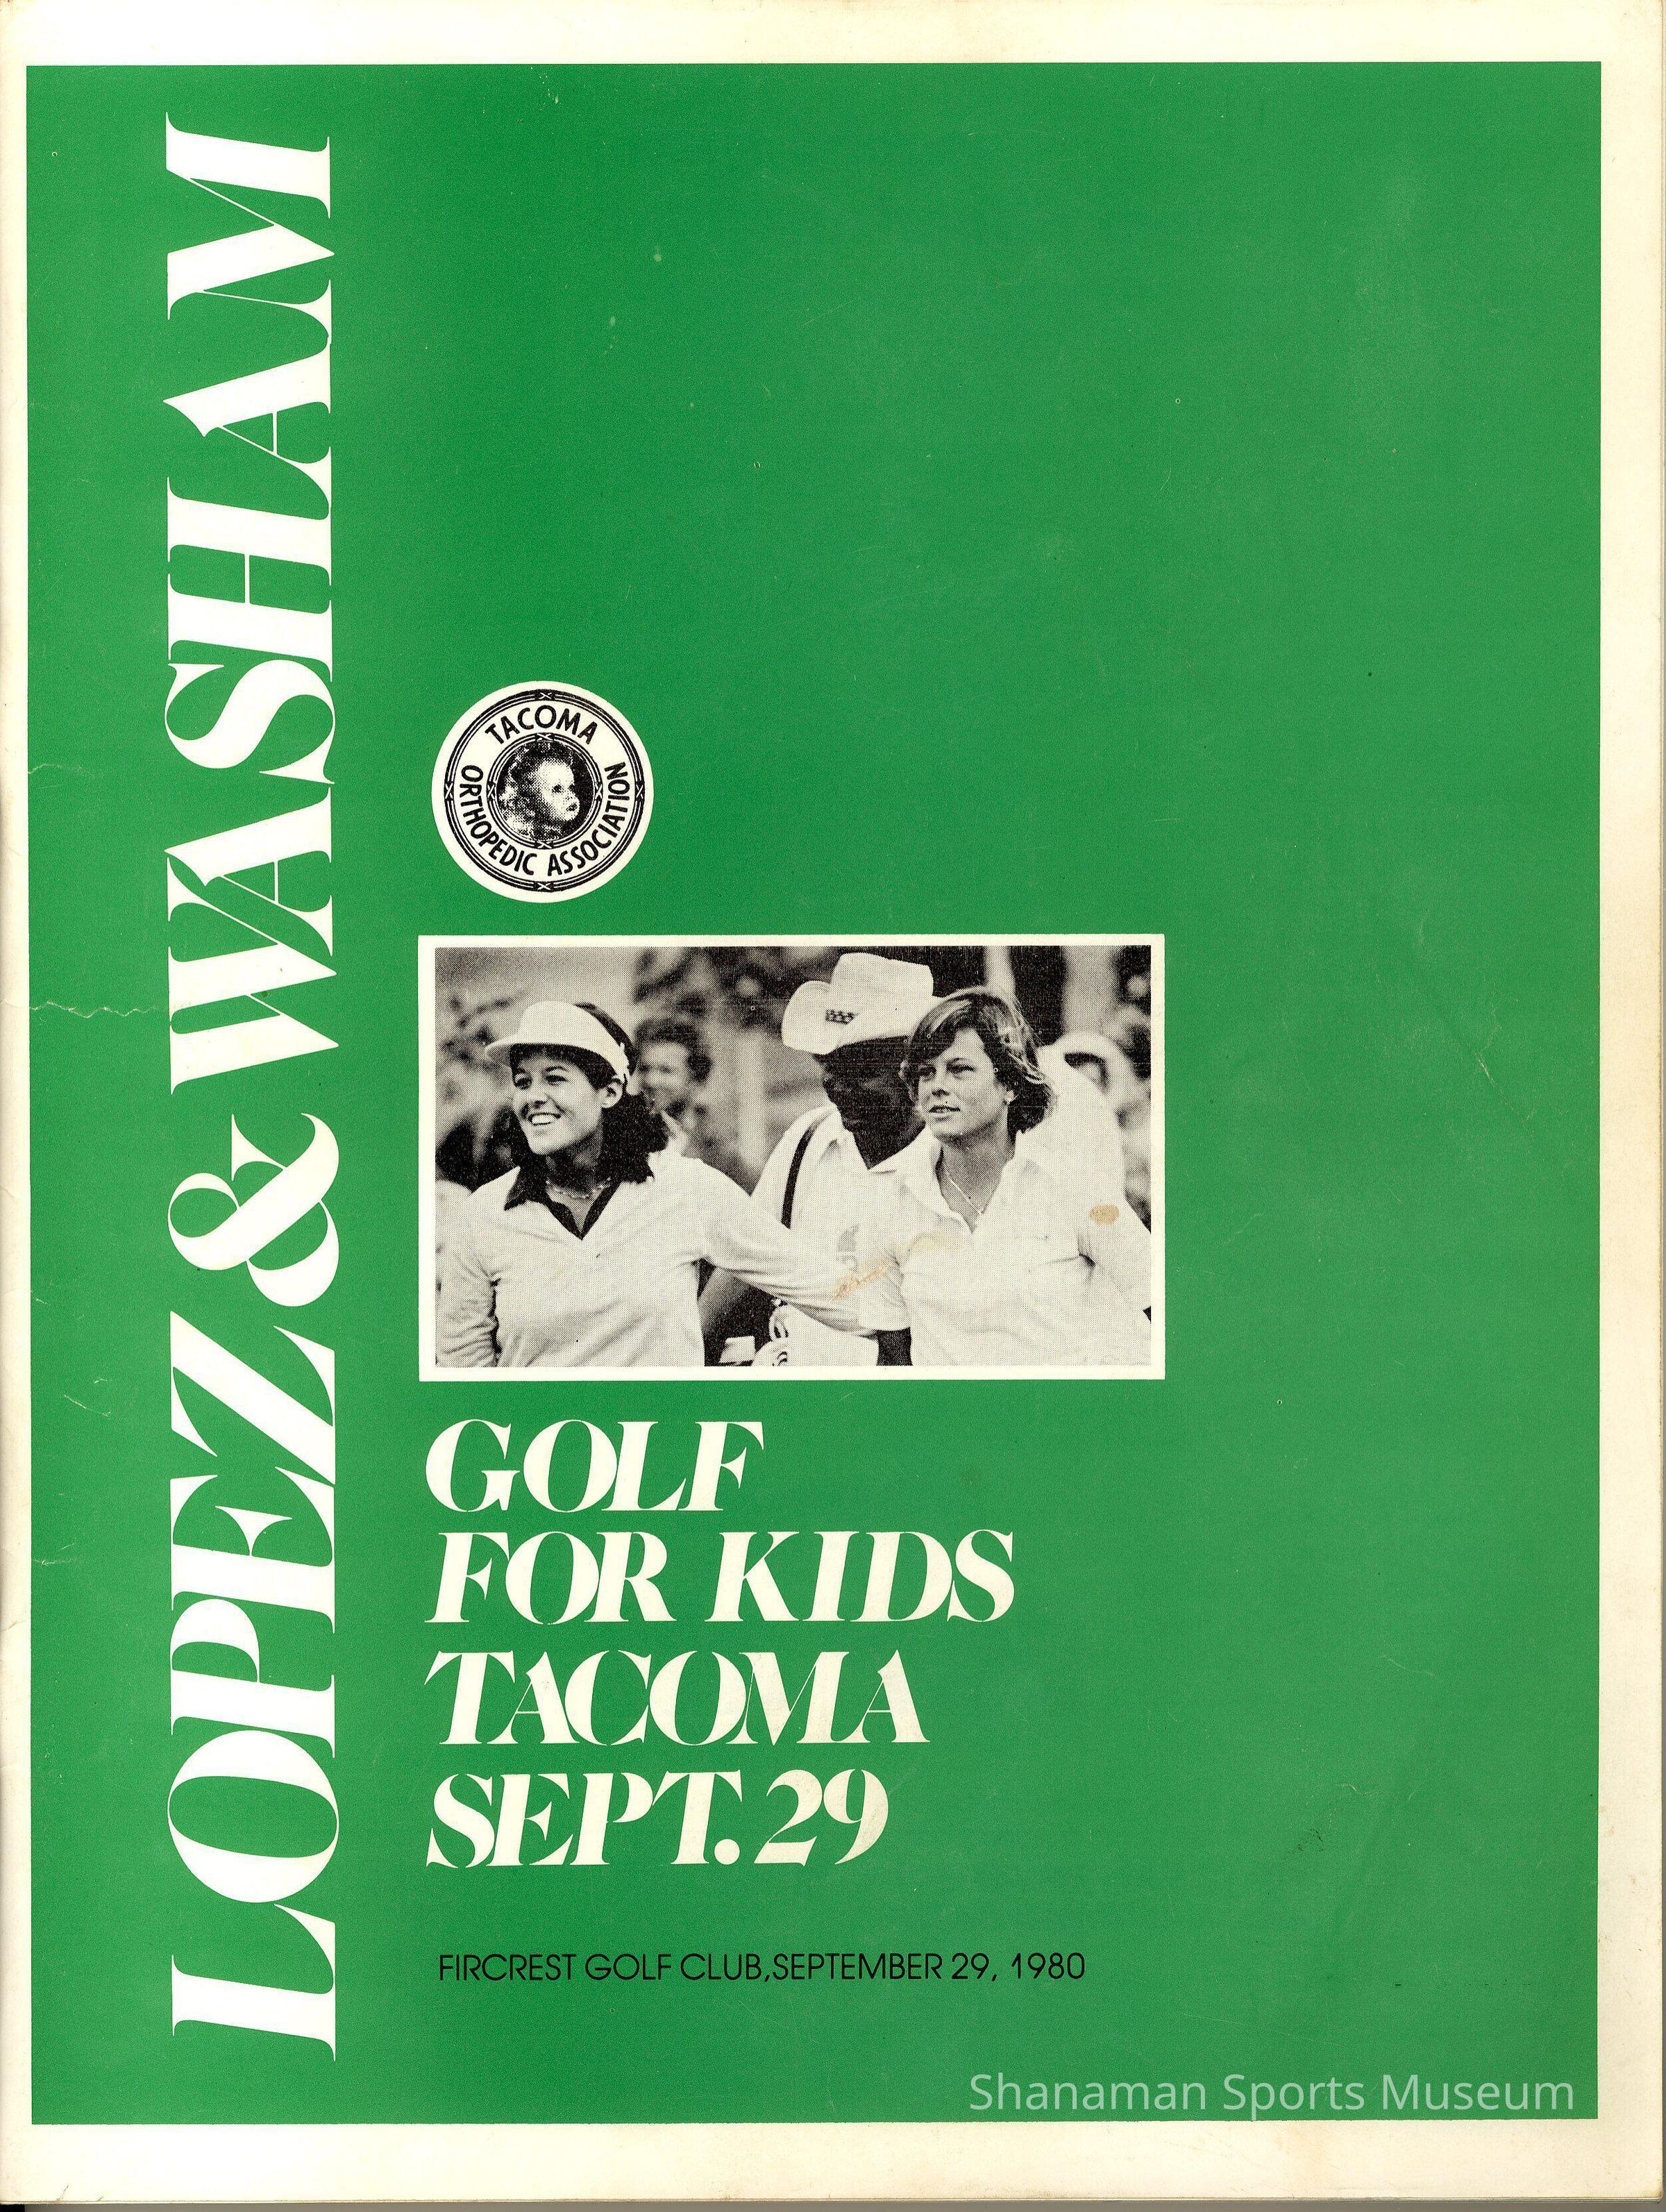 LOPEZ & WASHAM
TACOMA
ORTHOPEDIC ASSOCIATION
GOLF
FOR KIDS
TACOMA
SEPT. 29
FIRCREST GOLF CLUB, SEPTEMBER 29, 1980
Shanaman Sports Museum